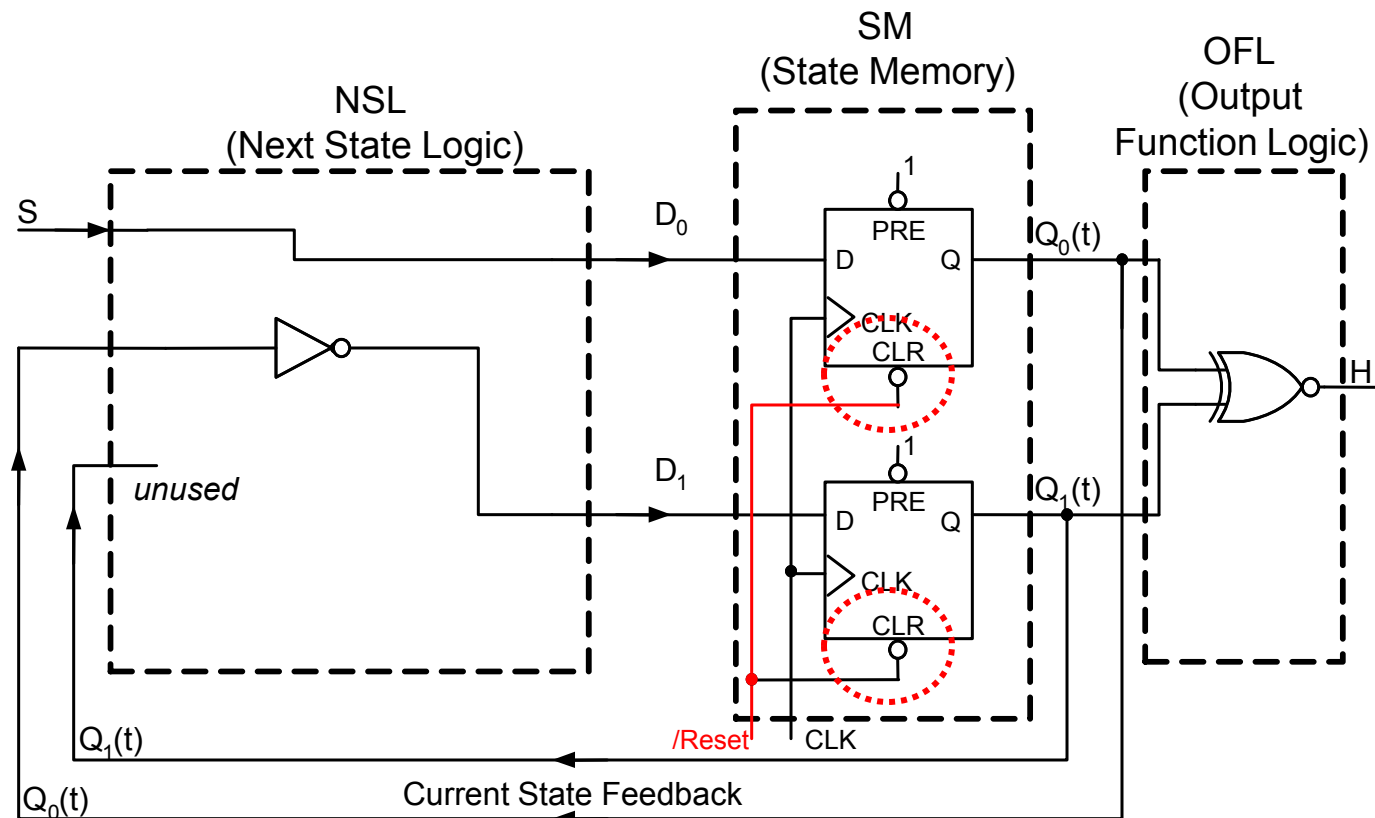 SM
(State Memory)
OFL
(Output
Function Logic)
NSL
(Next State Logic)
S
D0
1
PRE
D
Q
CLK
CLR
Q0(t)
H
unused
D1
1
PRE
D
Q
CLK
CLR
Q1(t)
/Reset
CLK
Q1(t)
Current State Feedback
Q0(t)